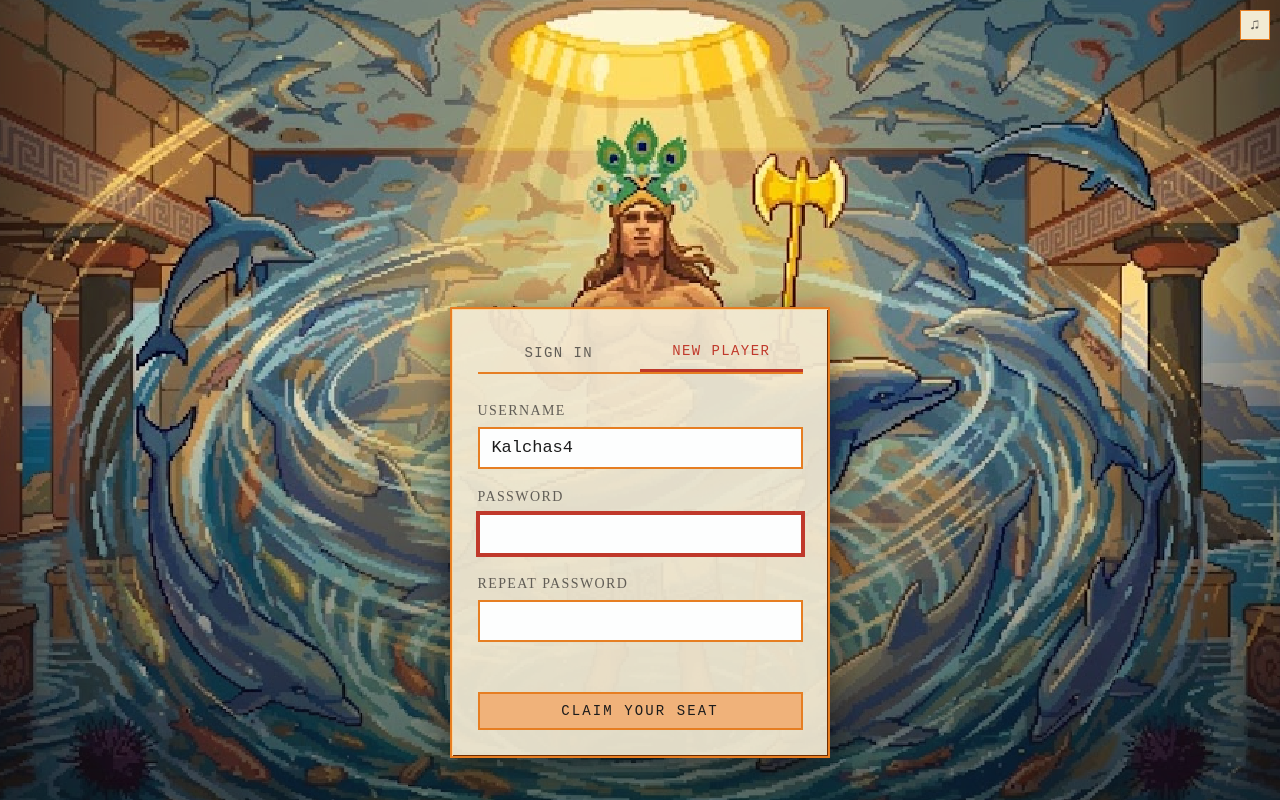 ♫
SIGN IN
NEW PLAYER
USERNAME
Kalchas4
PASSWORD
REPEAT PASSWORD
CLAIM YOUR SEAT